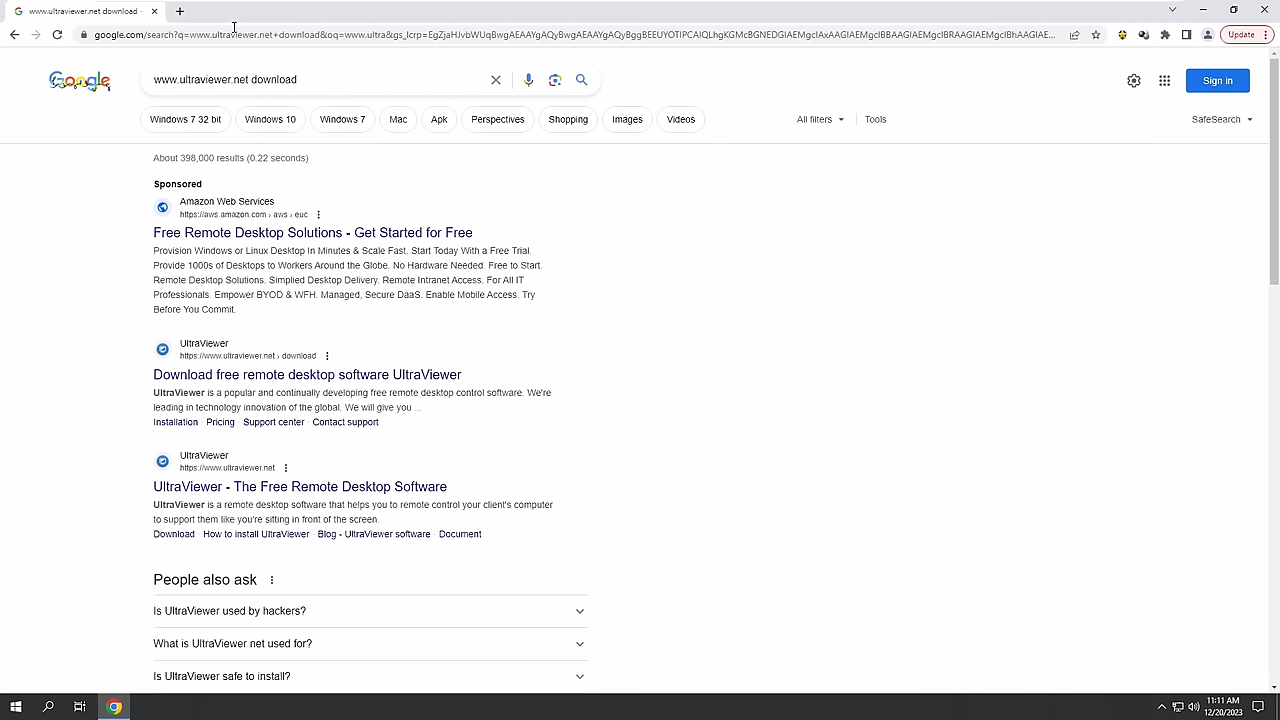 www.ultraviewer.net download -
google.com/search?q=www.ultraviewer.net+download&oq=www.ultra&gs_lcrp=
Update
Google
www.ultraviewer.net download
Sign in
Windows 7 32 bit
Windows 10
Windows 7
Mac
Apk
Perspectives
Shopping
Images
Videos
All filters
Tools
SafeSearch
About 398,000 results (0.22 seconds)
Sponsored
Amazon Web Services
https://aws.amazon.com › aws › euc
Free Remote Desktop Solutions - Get Started for Free
Provision Windows or Linux Desktop In Minutes & Scale Fast. Start Today With a Free Trial.
Provide 1000s of Desktops to Workers Around the Globe. No Hardware Needed. Free to Start.
Remote Desktop Solutions. Simplied Desktop Delivery. Remote Intranet Access. For All IT
Professionals. Empower BYOD & WFH. Managed, Secure DaaS. Enable Mobile Access. Try
Before You Commit.
UltraViewer
https://www.ultraviewer.net › download
Download free remote desktop software UltraViewer
UltraViewer is a popular and continually developing free remote desktop control software. We're
leading in technology innovation of the global. We will give you ...
Installation · Pricing · Support center · Contact support
UltraViewer
https://www.ultraviewer.net
UltraViewer - The Free Remote Desktop Software
UltraViewer is a remote desktop software that helps you to remote control your client's computer
to support them like you're sitting in front of the screen.
Download · How to install UltraViewer · Blog - UltraViewer software · Document
People also ask
Is UltraViewer used by hackers?
What is UltraViewer net used for?
Is UltraViewer safe to install?
11:11 AM
12/20/2023